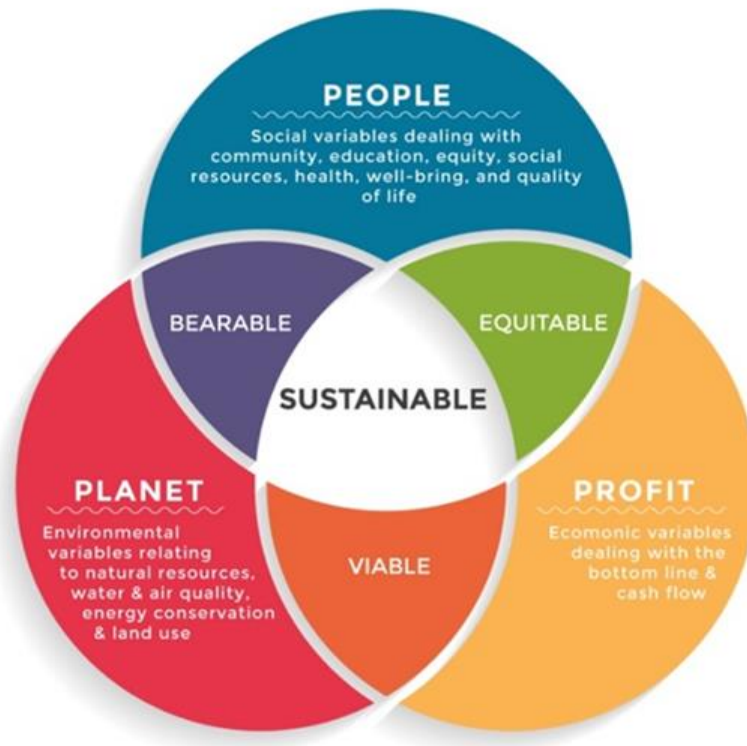 PEOPLE
Social variables dealing with
community, education, equity, social
resources, health, well-bring, and quality
of life
BEARABLE
EQUITABLE
SUSTAINABLE
PLANET
Environmental
variables relating
to natural resources,
water & air quality,
energy conservation
& land use
VIABLE
PROFIT
Ecomonic variables
dealing with the
bottom line &
cash flow